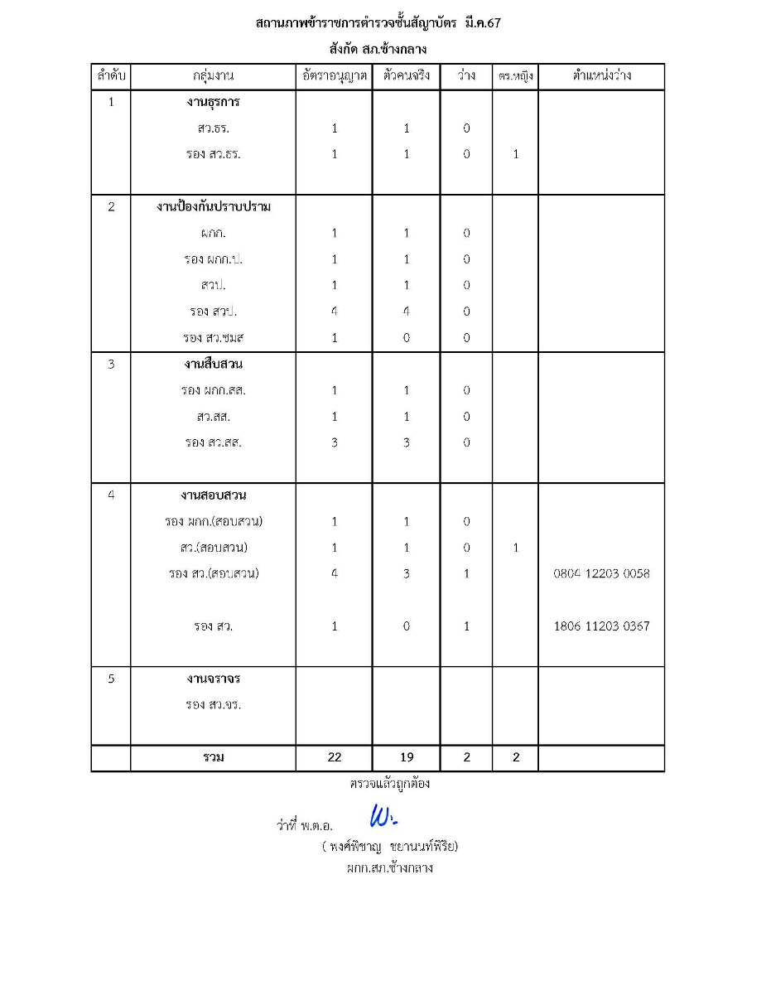 สถานภาพข้าราชการตำรวจชั้นสัญาบัตร มี.ค.67
สังกัด สภ.ช้างกลาง
ลำดับ กลุ่มงาน อัตราอนุญาต ตัวคนจริง ว่าง ตร.หญิง ตำแหน่งว่าง
1 งานธุรการ
สว.ธร. 1 1 0
รอง สว.ธร. 1 1 0 1
2 งานป้องกันปราบปราม
ผกก. 1 1 0
รอง ผกก.ป. 1 1 0
สวป. 1 1 0
รอง สวป. 4 4 0
รอง สว.ชมส 1 0 0
3 งานสืบสวน
รอง ผกก.สส. 1 1 0
สว.สส. 1 1 0
รอง สว.สส. 3 3 0
4 งานสอบสวน
รอง ผกก.(สอบสวน) 1 1 0
สว.(สอบสวน) 1 1 0 1
รอง สว.(สอบสวน) 4 3 1 0804 12203 0058
รอง สว. 1 0 1 1806 11203 0367
5 งานจราจร
รอง สว.จร.
รวม 22 19 2 2
ตรวจแล้วถูกต้อง
ว่าที่ พ.ต.อ.
( พงศ์พิชาญ ชยานนท์พิริย)
ผกก.สภ.ช้างกลาง